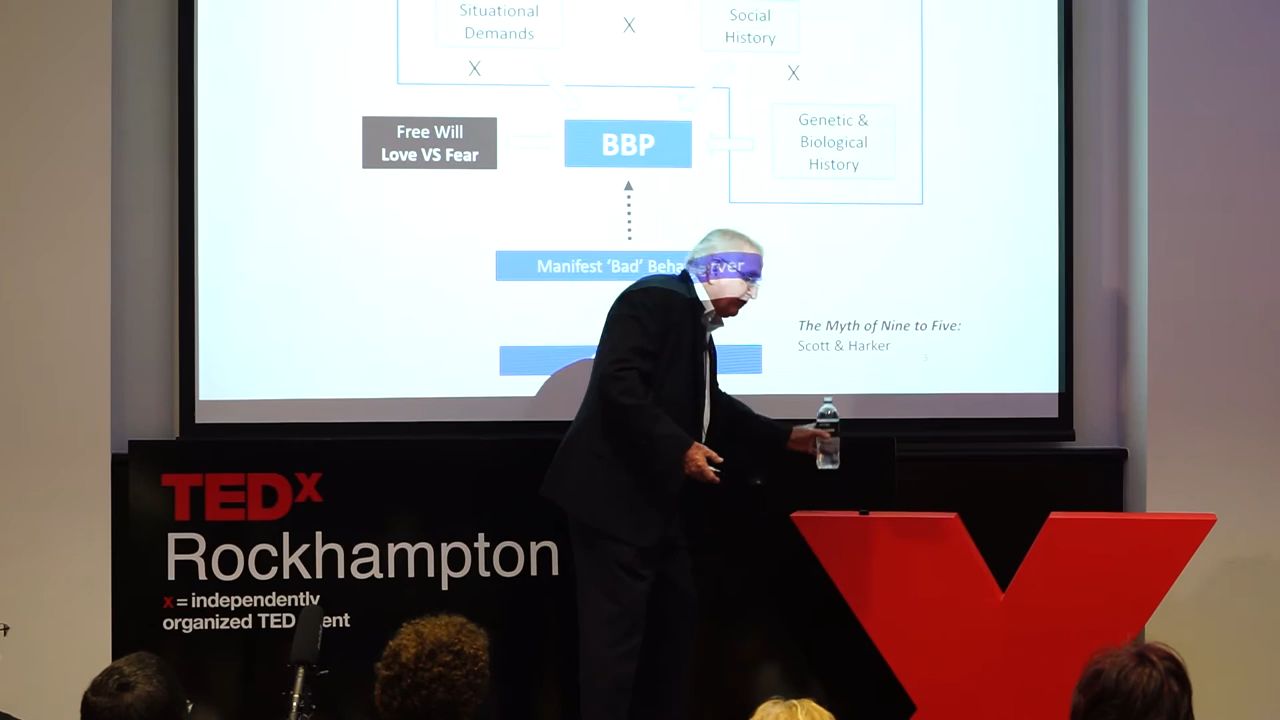 Situational
Demands
X
Social
History
X
X
Free Will
Love VS Fear
BBP
Genetic &
Biological
History
Manifest ‘Bad’
The Myth of Nine to Five:
Scott & Harker
TEDx
Rockhampton
x = independently
organized TED